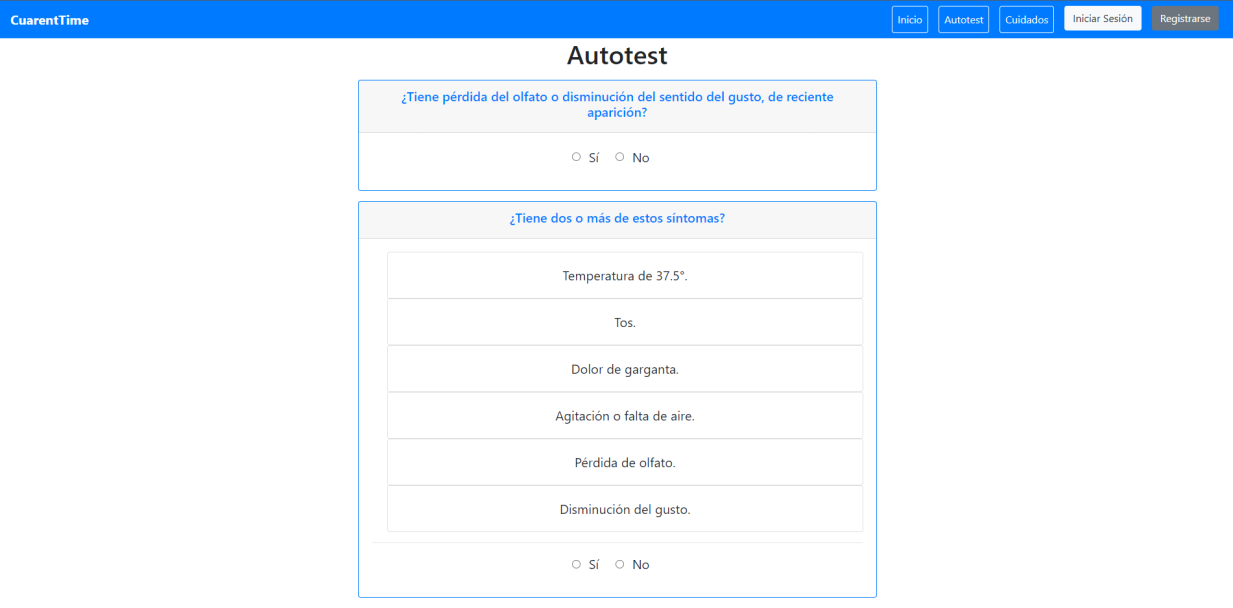 CuarentTime
Inicio
Autotest
Cuidados
Iniciar Sesión
Registrarse
Autotest
¿Tiene pérdida del olfato o disminución del sentido del gusto, de reciente
aparición?
Sí No
¿Tiene dos o más de estos síntomas?
Temperatura de 37.5°.
Tos.
Dolor de garganta.
Agitación o falta de aire.
Pérdida de olfato.
Disminución del gusto.
Sí No